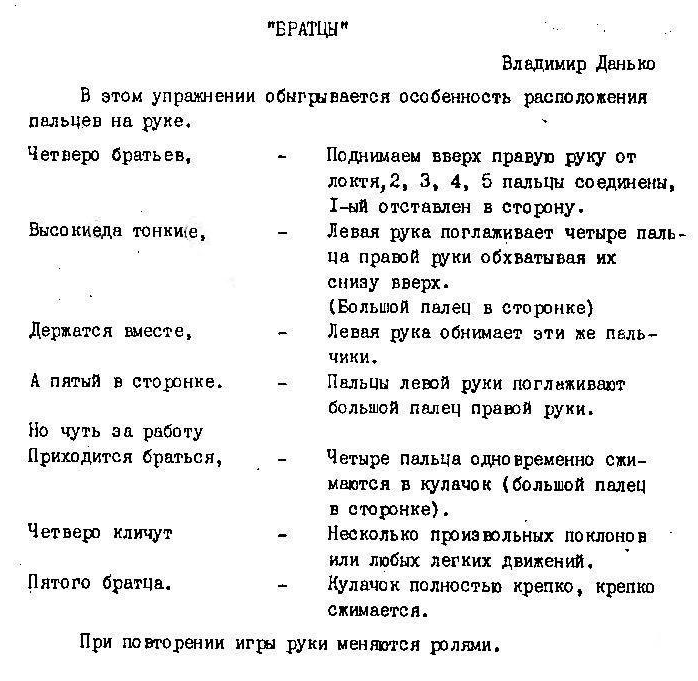 "БРАТЦЫ"
Владимир Данько
В этом упражнении обыгрывается особенность расположения
пальцев на руке.
Четверо братьев, - Поднимаем вверх правую руку от
локтя,2, 3, 4, 5 пальцы соединены,
I-ый отставлен в сторону.
Высокиеда тонкие, - Левая рука поглаживает четыре паль-
ца правой руки обхватывая их
снизу вверх.
(Большой палец в сторонке)
Держатся вместе, - Левая рука обнимает эти же паль-
чики.
А пятый в сторонке. - Пальцы левой руки поглаживают
большой палец правой руки.
Но чуть за работу
Приходится браться, - Четыре пальца одновременно сжи-
маются в кулачок (большой палец
в сторонке).
Четверо кличут - Несколько произвольных поклонов
или любых легких движений.
Пятого братца. - Кулачок полностью крепко, крепко
сжимается.
При повторении игры руки меняются ролями.